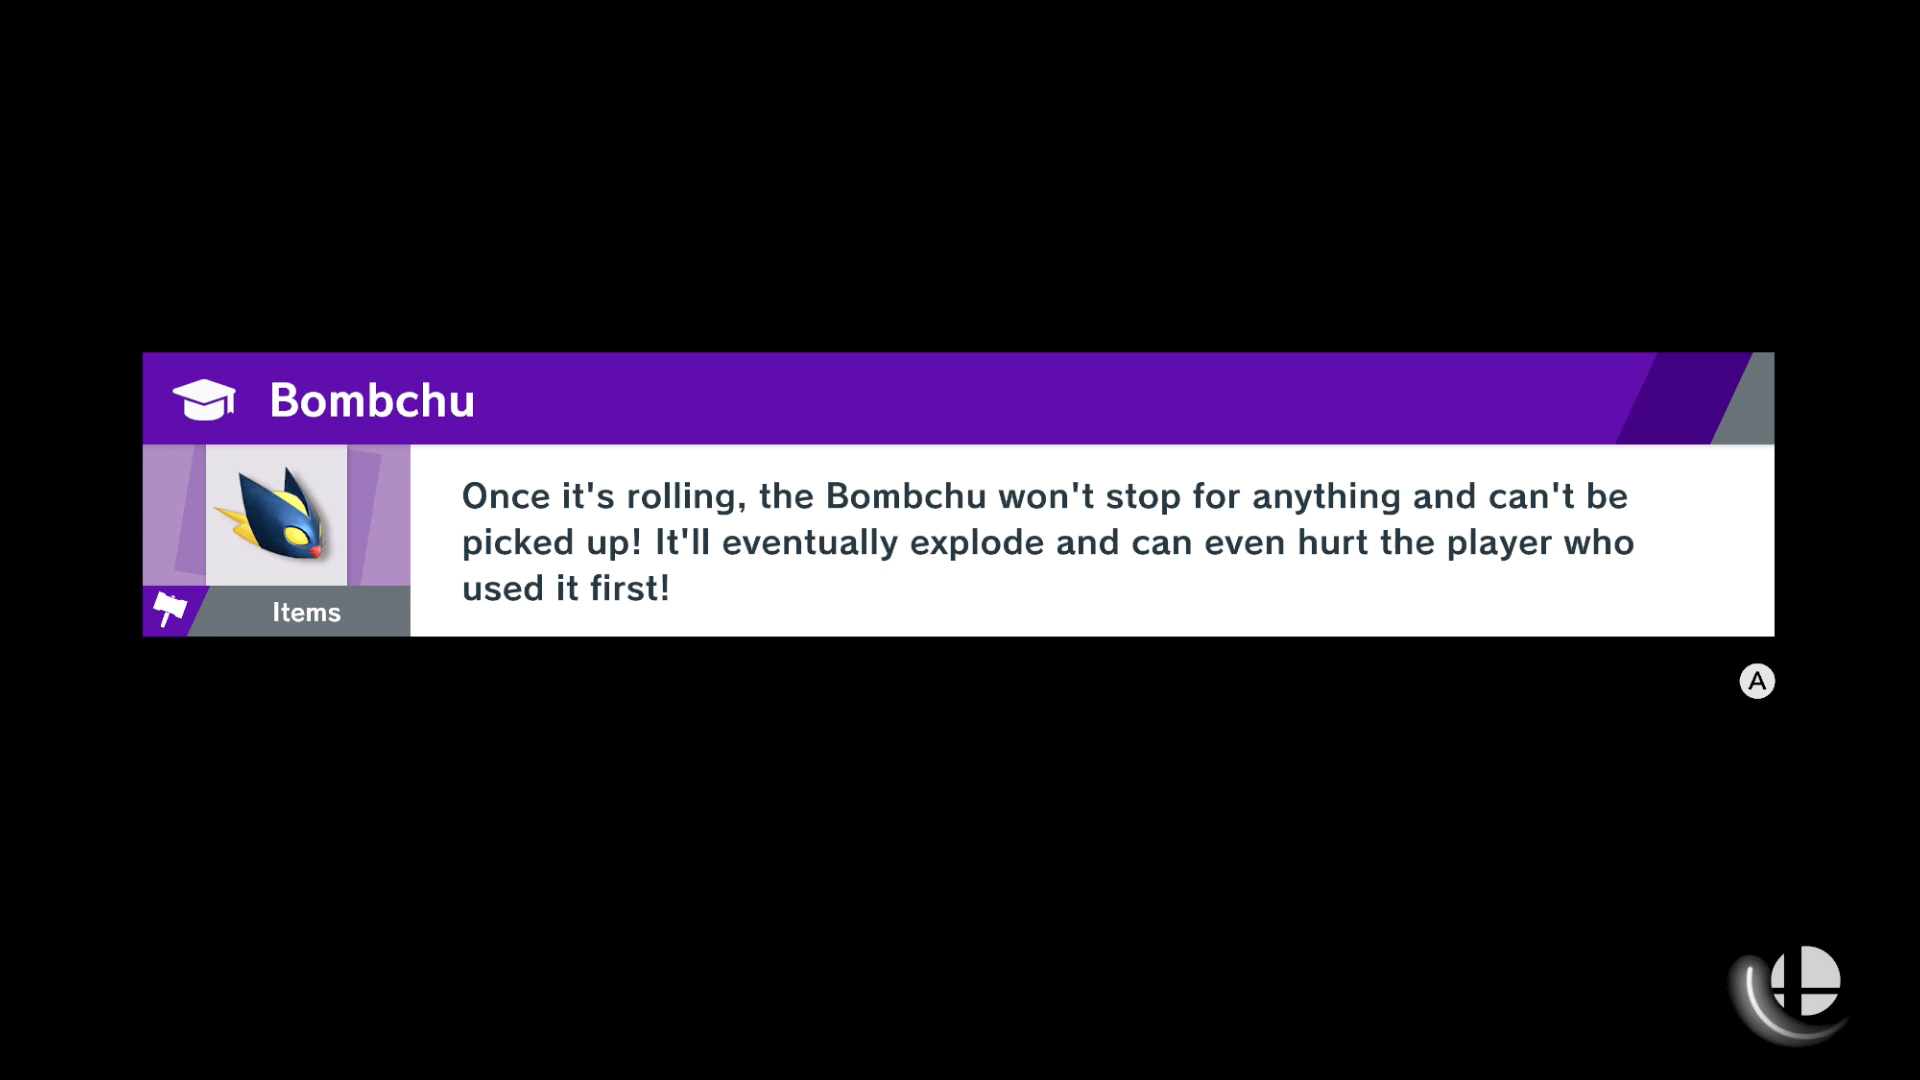 Bombchu
Once it's rolling, the Bombchu won't stop for anything and can't be
picked up! It'll eventually explode and can even hurt the player who
used it first!
Items
A